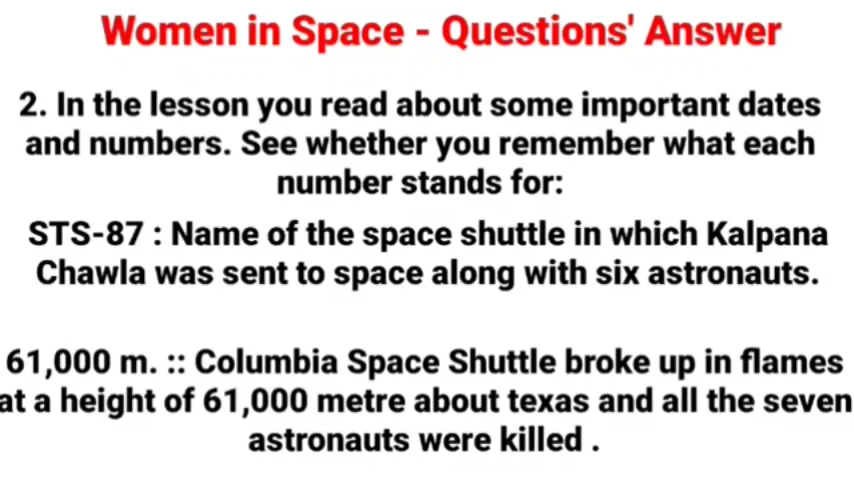 Women in Space - Questions' Answer
2. In the lesson you read about some important dates
and numbers. See whether you remember what each
number stands for:
STS-87 : Name of the space shuttle in which Kalpana
Chawla was sent to space along with six astronauts.
61,000 m. :: Columbia Space Shuttle broke up in flames
at a height of 61,000 metre about texas and all the seven
astronauts were killed .